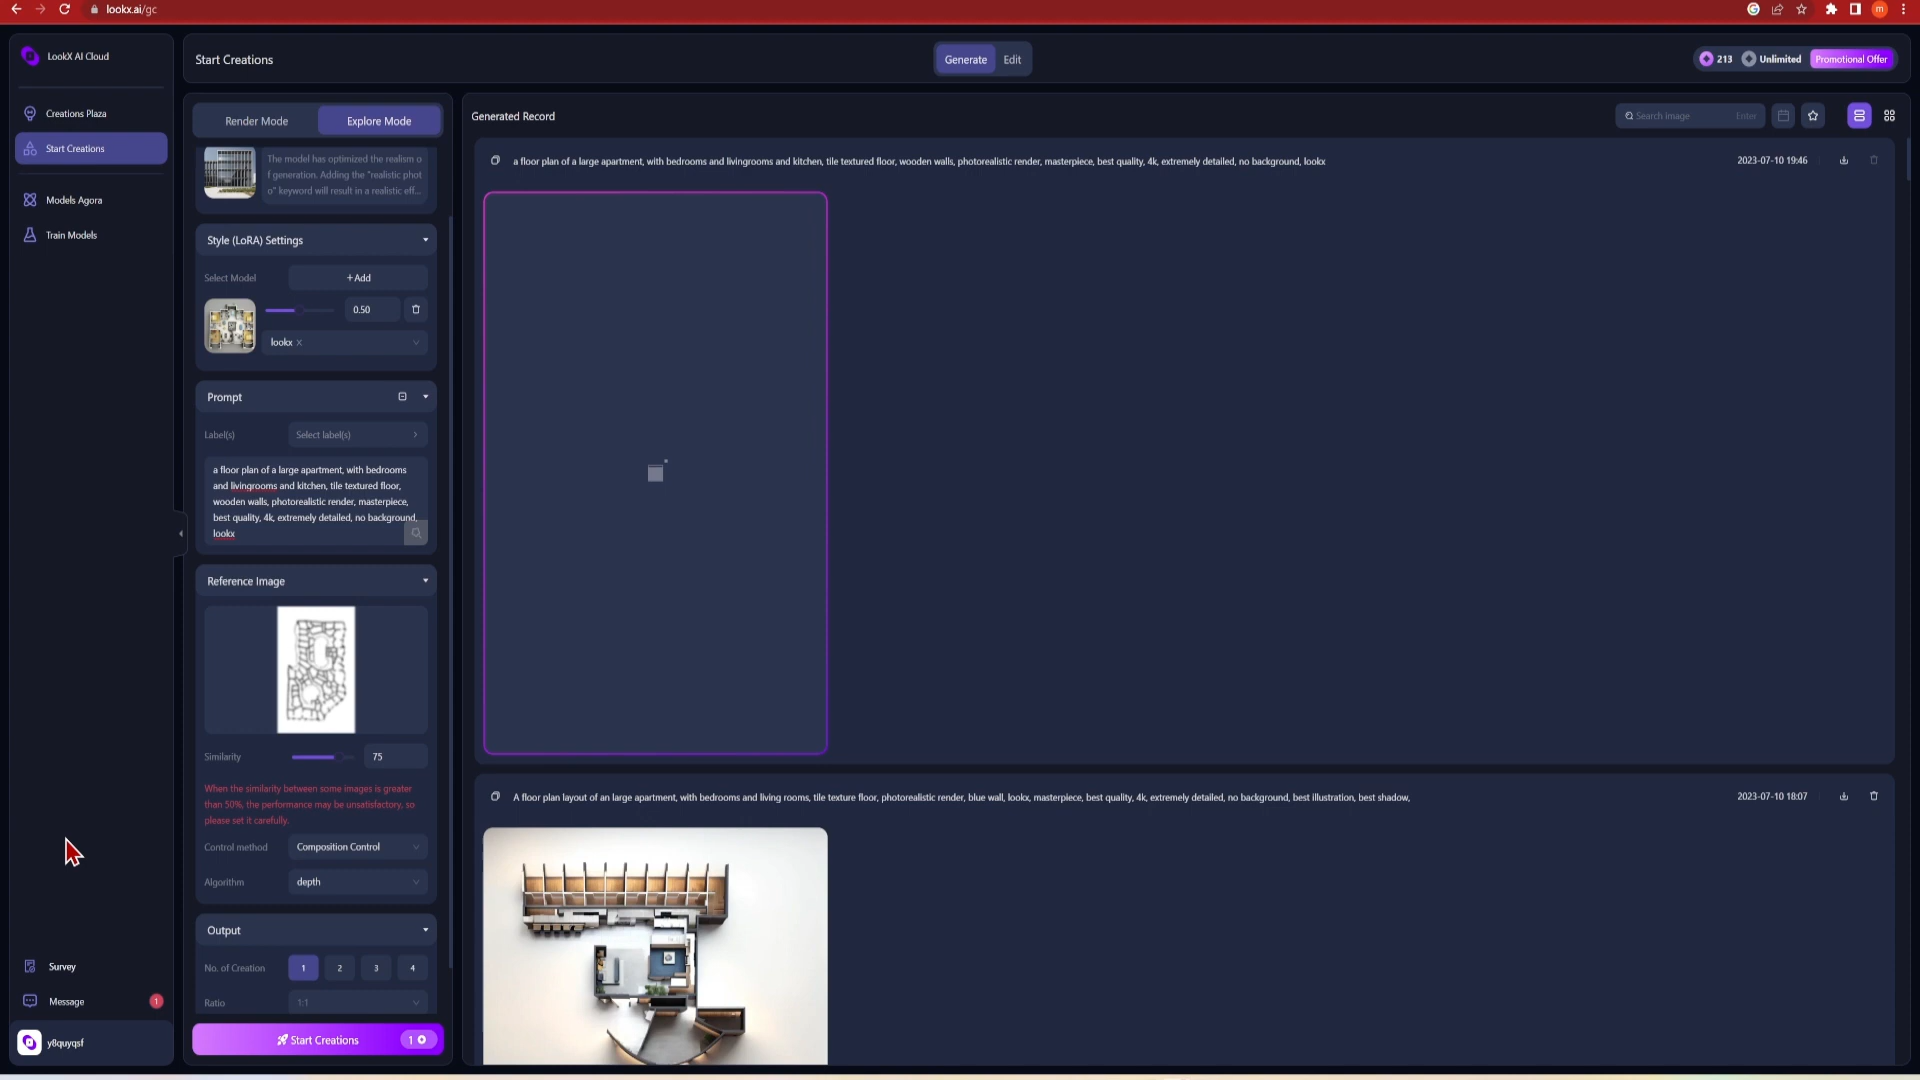 lookx.ai/gc
m
LookX AI Cloud
Creations Plaza
Start Creations
Models Agora
Train Models
Survey
Message
1
y8quyqsf
Start Creations
Generate
Edit
213
Unlimited
Promotional Offer
Render Mode
Explore Mode
The model has optimized the realism o
f generation. Adding the "realistic phot
o" keyword will result in a realistic eff...
Style (LoRA) Settings
Select Model
+Add
0.50
lookx ×
Prompt
Label(s)
Select label(s)
a floor plan of a large apartment, with bedrooms
and livingrooms and kitchen, tile textured floor,
wooden walls, photorealistic render, masterpiece,
best quality, 4k, extremely detailed, no background,
lookx
Reference Image
Similarity
75
When the similarity between some images is greater
than 50%, the performance may be unsatisfactory, so
please set it carefully.
Control method
Composition Control
Algorithm
depth
Output
No. of Creation
1
2
3
4
Ratio
1:1
Start Creations
1
Generated Record
Search image
Enter
a floor plan of a large apartment, with bedrooms and livingrooms and kitchen, tile textured floor, wooden walls, photorealistic render, masterpiece, best quality, 4k, extremely detailed, no background, lookx
2023-07-10 19:46
A floor plan layout of an large apartment, with bedrooms and living rooms, tile texture floor, photorealistic render, blue wall, lookx, masterpiece, best quality, 4k, extremely detailed, no background, best illustration, best shadow,
2023-07-10 18:07